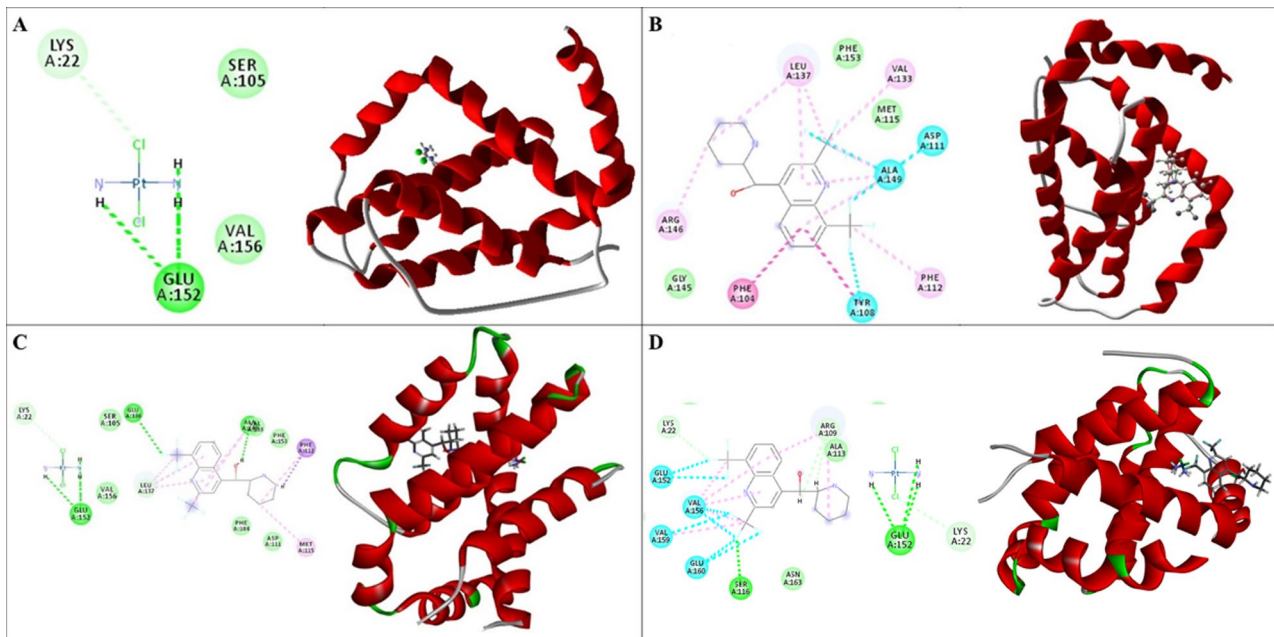 A
LYS
A:22
SER
A:105
Cl
H
N
Pt
N
H
H
Cl
VAL
A:156
GLU
A:152
B
PHE
A:153
LEU
A:137
VAL
A:133
MET
A:115
ASP
A:111
N
ALA
A:149
N
O
ARG
A:146
GLY
A:145
PHE
A:104
TYR
A:108
PHE
A:112
C
LYS
A:22
SER
A:105
PHE
A:153
Cl
H
N
Pt
N
H
H
Cl
VAL
A:156
LEU
A:137
GLU
A:152
ASP
A:111
MET
A:115
D
LYS
A:22
ARG
A:109
ALA
A:113
GLU
A:152
Cl
H
N
Pt
N
H
H
Cl
VAL
A:156
O
H
H
N
VAL
A:159
LYS
A:22
GLU
A:152
GLU
A:160
ASN
A:163
SER
A:116